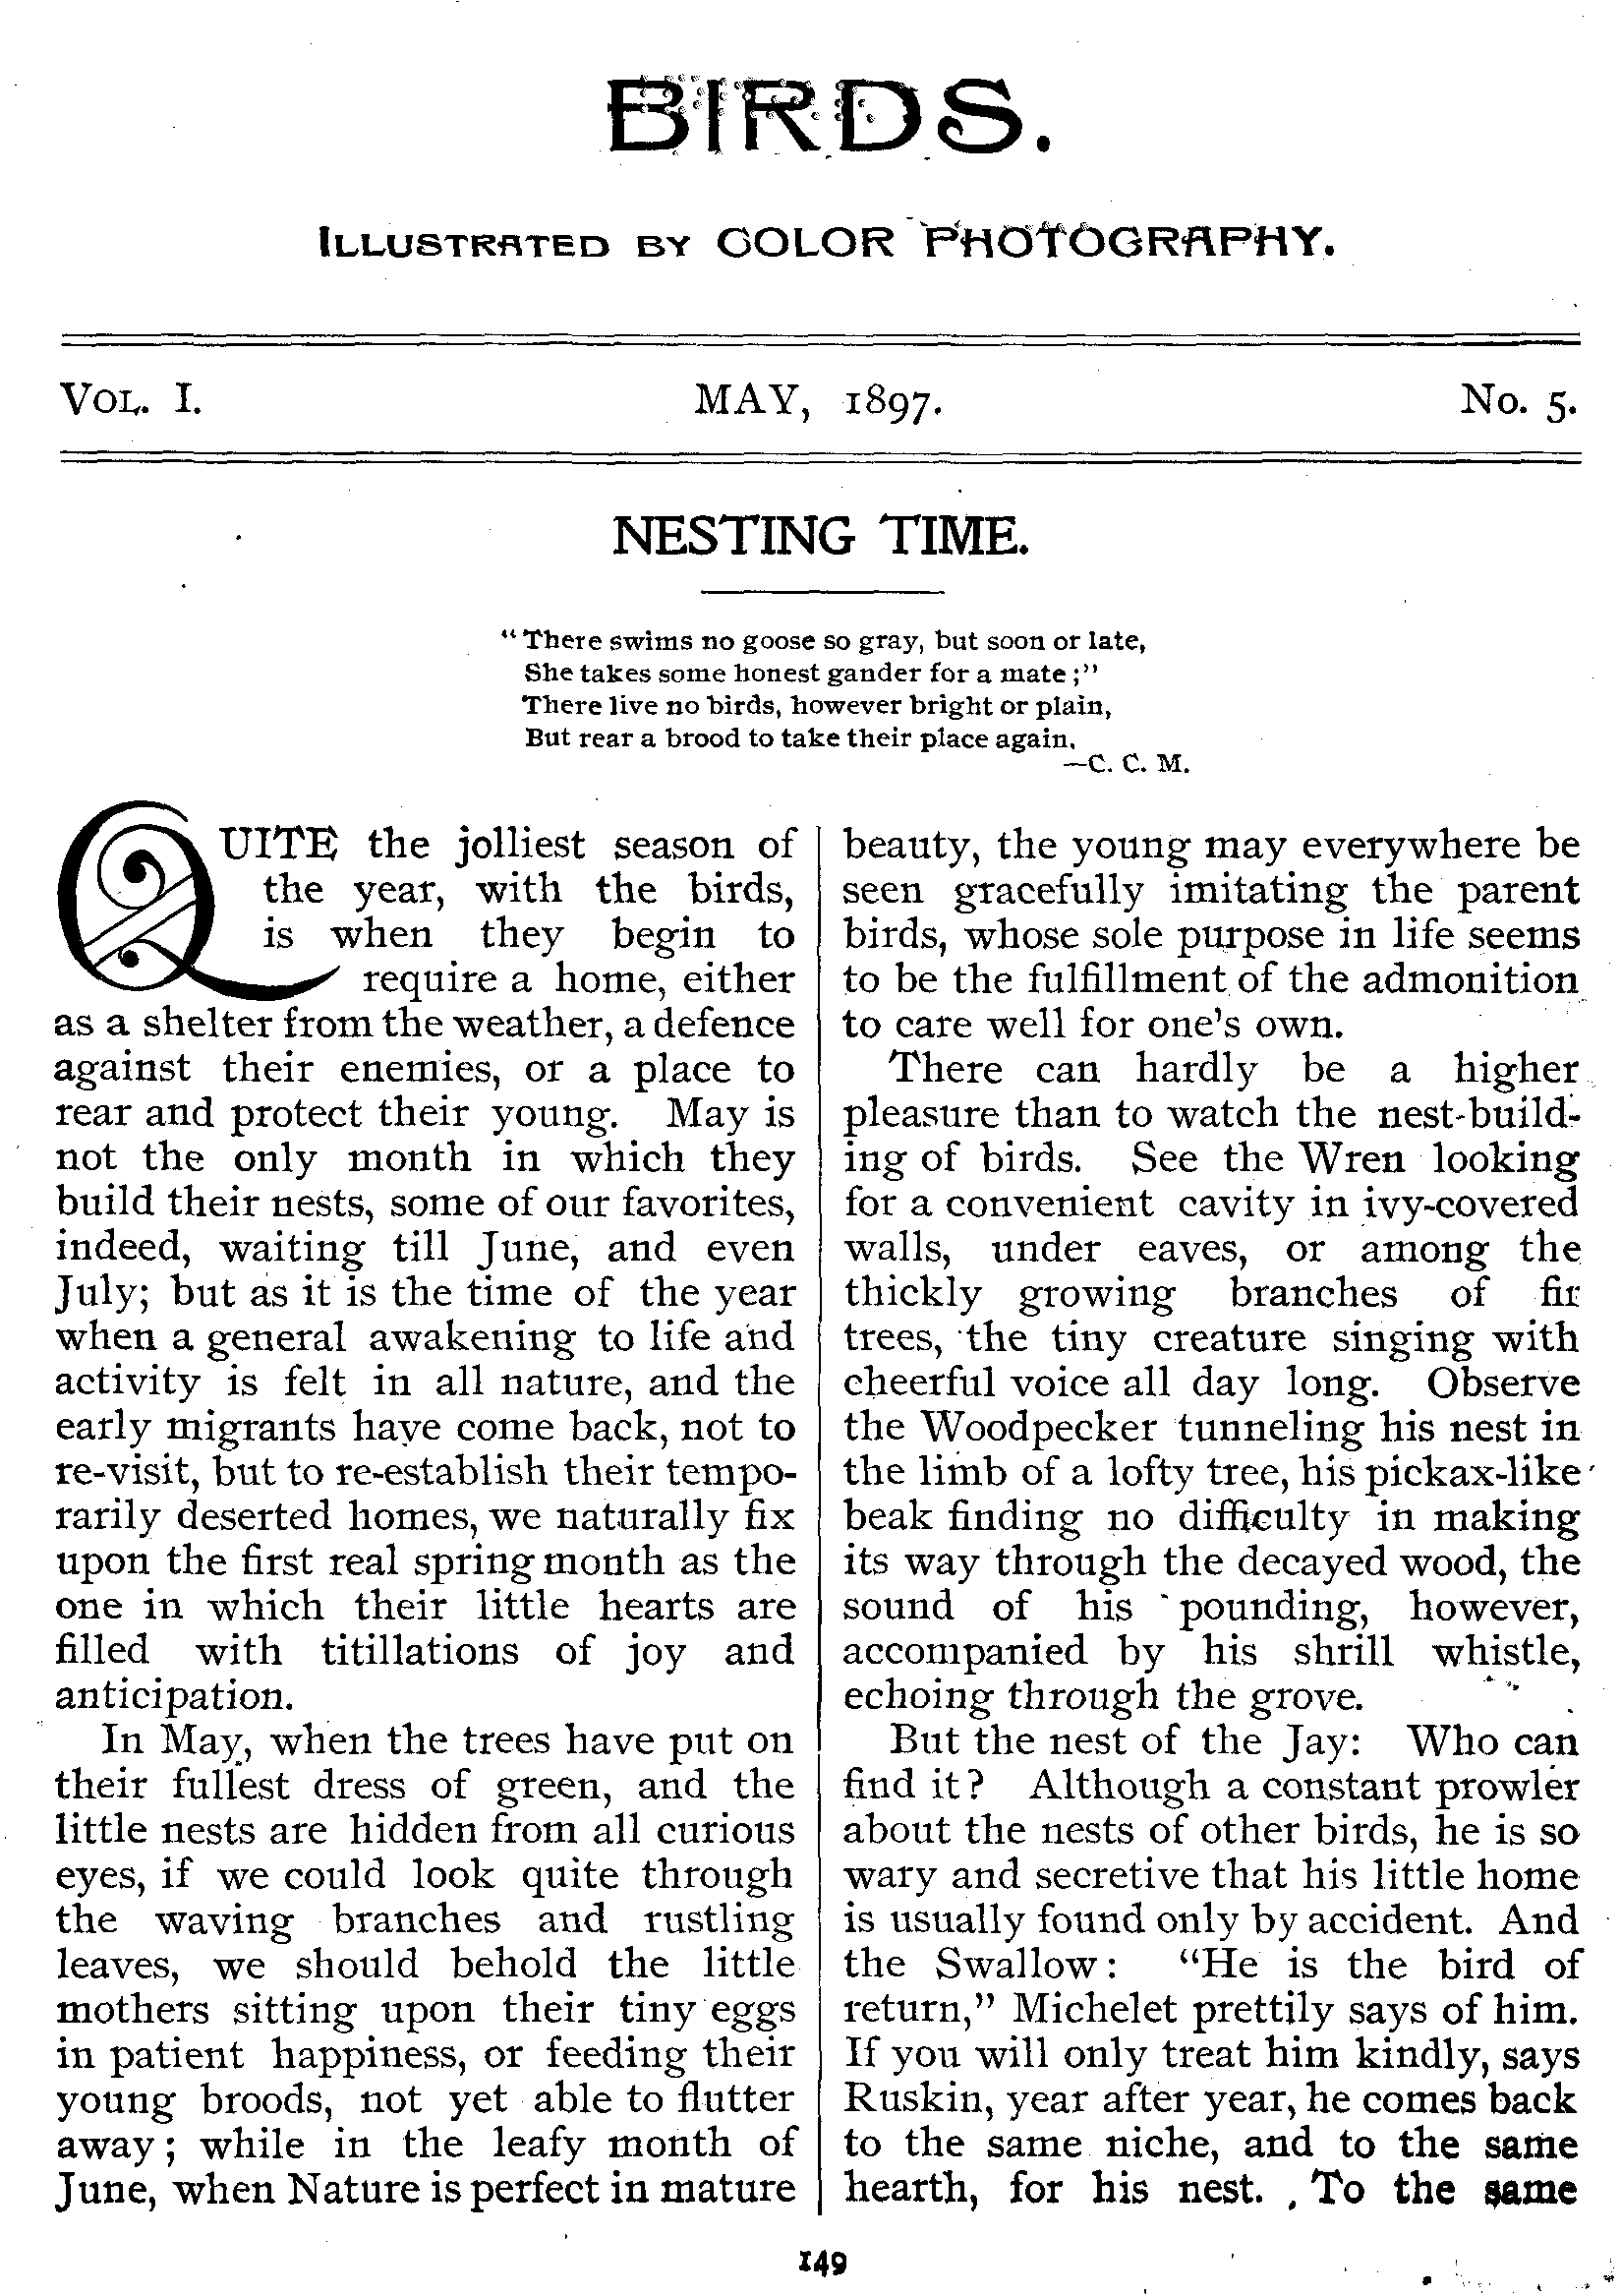 BIRDS.
ILLUSTRATED BY COLOR PHOTOGRAPHY.
VOL. I.
MAY, 1897.
No. 5.
NESTING TIME.
“There swims no goose so gray, but soon or late,
She takes some honest gander for a mate;”
There live no birds, however bright or plain,
But rear a brood to take their place again.
—C. C. M.
QUITE the jolliest season of
the year, with the birds,
is when they begin to
require a home, either
as a shelter from the weather, a defence
against their enemies, or a place to
rear and protect their young. May is
not the only month in which they
build their nests, some of our favorites,
indeed, waiting till June, and even
July; but as it is the time of the year
when a general awakening to life and
activity is felt in all nature, and the
early migrants have come back, not to
re-visit, but to re-establish their tempo-
rarily deserted homes, we naturally fix
upon the first real spring month as the
one in which their little hearts are
filled with titillations of joy and
anticipation.
In May, when the trees have put on
their fullest dress of green, and the
little nests are hidden from all curious
eyes, if we could look quite through
the waving branches and rustling
leaves, we should behold the little
mothers sitting upon their tiny eggs
in patient happiness, or feeding their
young broods, not yet able to flutter
away; while in the leafy month of
June, when Nature is perfect in mature
beauty, the young may everywhere be
seen gracefully imitating the parent
birds, whose sole purpose in life seems
to be the fulfillment of the admonition
to care well for one's own.
There can hardly be a higher
pleasure than to watch the nest-build-
ing of birds. See the Wren looking
for a convenient cavity in ivy-covered
walls, under eaves, or among the
thickly growing branches of fir
trees, the tiny creature singing with
cheerful voice all day long. Observe
the Woodpecker tunneling his nest in
the limb of a lofty tree, his pickax-like
beak finding no difficulty in making
its way through the decayed wood, the
sound of his pounding, however,
accompanied by his shrill whistle,
echoing through the grove.
But the nest of the Jay: Who can
find it? Although a constant prowler
about the nests of other birds, he is so
wary and secretive that his little home
is usually found only by accident. And
the Swallow: “He is the bird of
return,” Michelet prettily says of him.
If you will only treat him kindly, says
Ruskin, year after year, he comes back
to the same niche, and to the same
hearth, for his nest. To the same
149